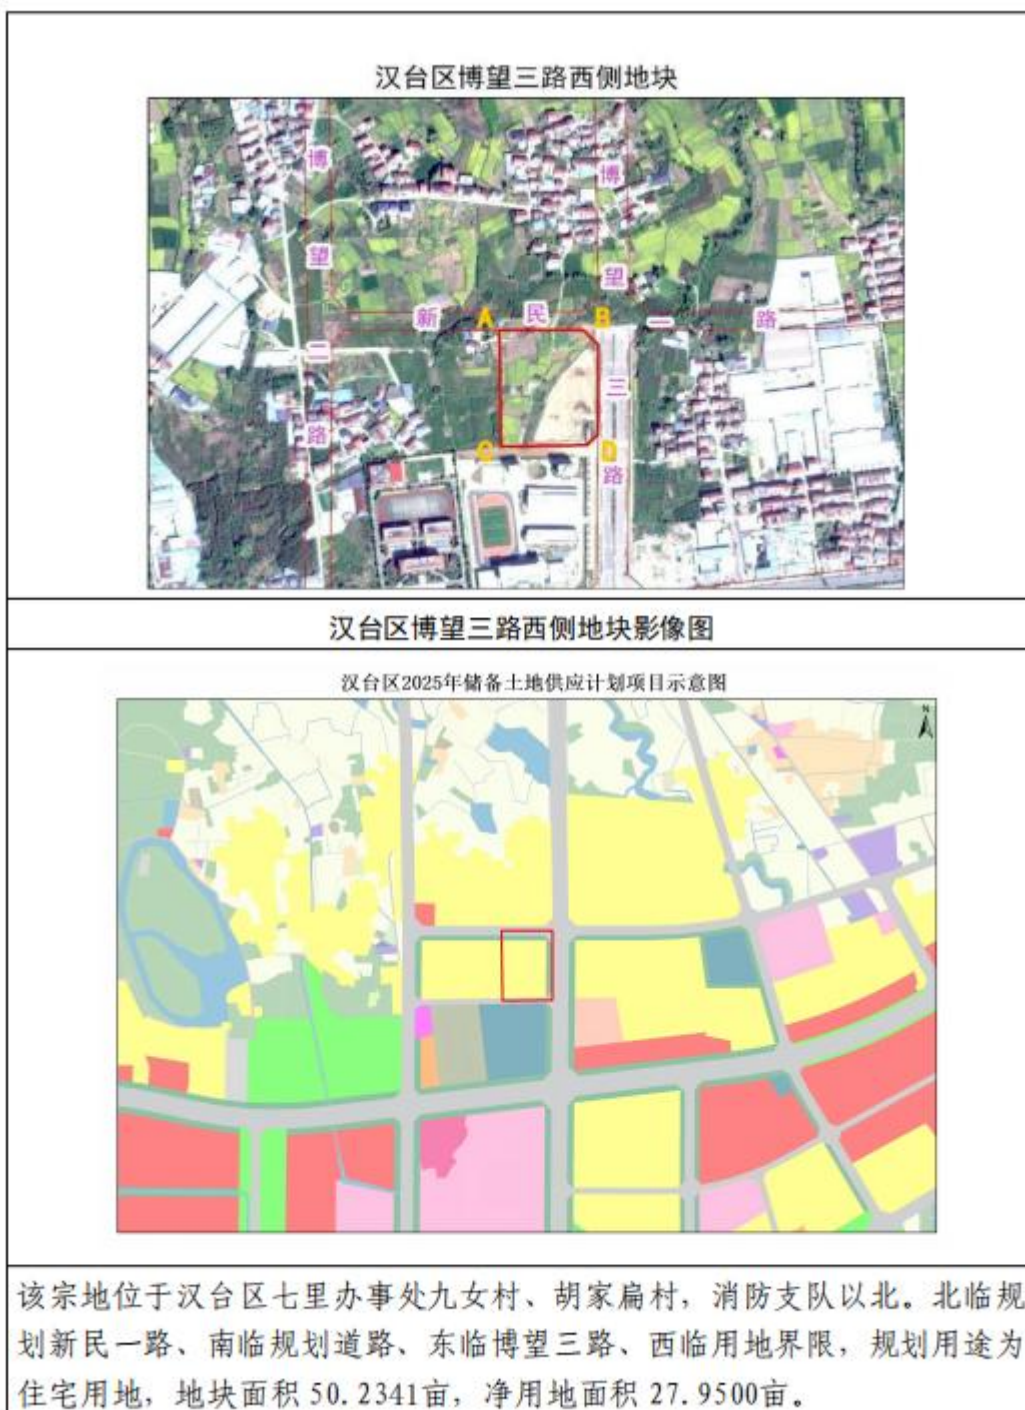 汉台区博望三路西侧地块
博望二路
博望三路
新民一路
A
B
C
D
汉台区博望三路西侧地块影像图
汉台区2025年储备土地供应计划项目示意图
N
该宗地位于汉台区七里办事处九女村、胡家扁村，消防支队以北。北临规
划新民一路、南临规划道路、东临博望三路、西临用地界限，规划用途为
住宅用地，地块面积 50.2341亩，净用地面积 27.9500亩。